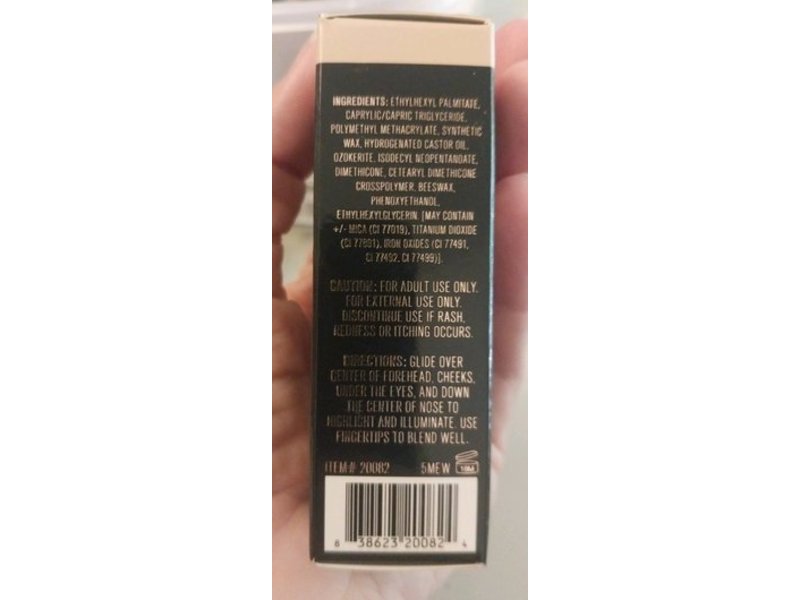 INGREDIENTS: ETHYLHEXYL PALMITATE,
CAPRYLIC/CAPRIC TRIGLYCERIDE,
POLYMETHYL METHACRYLATE, SYNTHETIC
WAX, HYDROGENATED CASTOR OIL,
OZOKERITE, ISODECYL NEOPENTANOATE,
DIMETHICONE, CETEARYL DIMETHICONE
CROSSPOLYMER, BEESWAX,
PHENOXYETHANOL,
ETHYLHEXYLGLYCERIN. [MAY CONTAIN
+/- MICA (CI 77019), TITANIUM DIOXIDE
(CI 77891), IRON OXIDES (CI 77491,
CI 77492, CI 77499)].
CAUTION: FOR ADULT USE ONLY.
FOR EXTERNAL USE ONLY.
DISCONTINUE USE IF RASH,
REDNESS OR ITCHING OCCURS.
DIRECTIONS: GLIDE OVER
CENTER OF FOREHEAD, CHEEKS,
UNDER THE EYES, AND DOWN
THE CENTER OF NOSE TO
HIGHLIGHT AND ILLUMINATE. USE
FINGERTIPS TO BLEND WELL.
ITEM# 20082 5MEW 18M
8 38623 20082 4